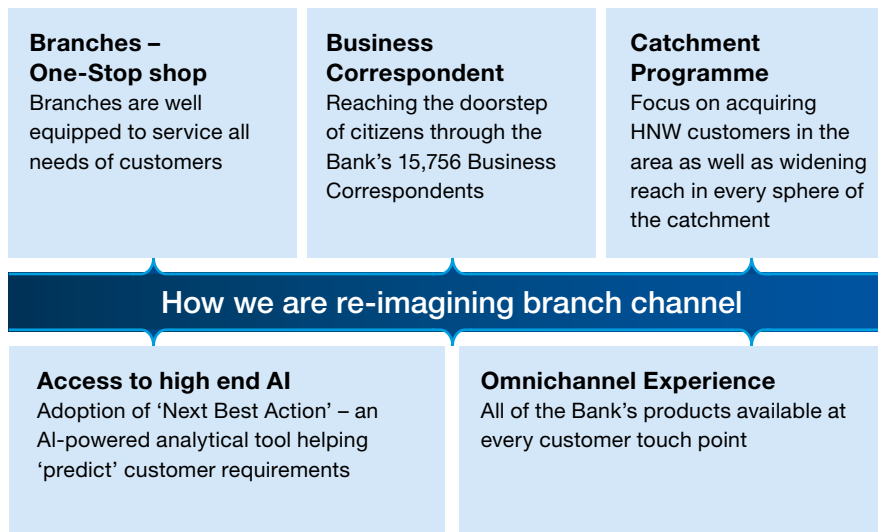 Branches –
One-Stop shop
Branches are well
equipped to service all
needs of customers
Business
Correspondent
Reaching the doorstep
of citizens through the
Bank’s 15,756 Business
Correspondents
Catchment
Programme
Focus on acquiring
HNW customers in the
area as well as widening
reach in every sphere of
the catchment
How we are re-imagining branch channel
Access to high end AI
Adoption of ‘Next Best Action’ – an
AI-powered analytical tool helping
‘predict’ customer requirements
Omnichannel Experience
All of the Bank’s products available at
every customer touch point